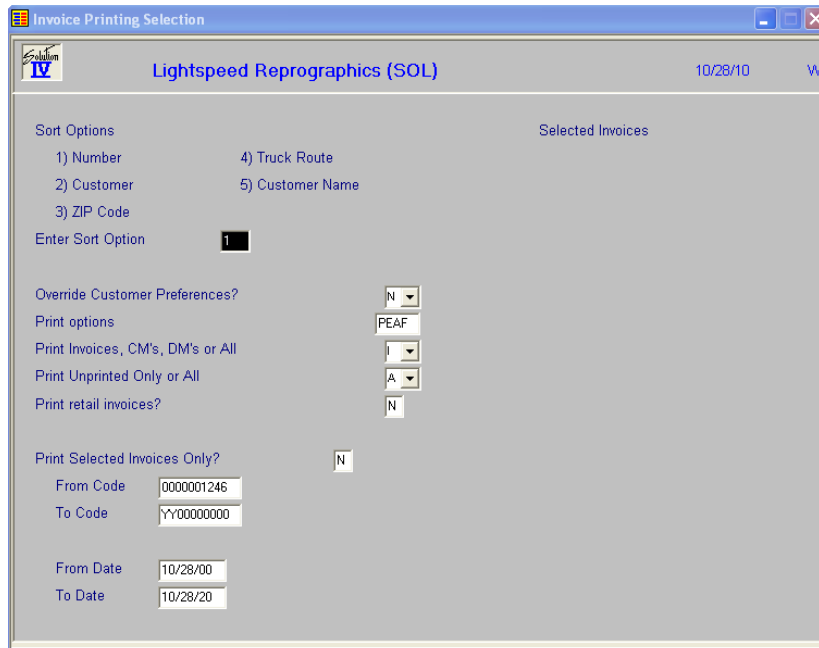 Invoice Printing Selection
Solution IV
Lightspeed Reprographics (SOL) 10/28/10 W
Sort Options Selected Invoices
1) Number 4) Truck Route
2) Customer 5) Customer Name
3) ZIP Code
Enter Sort Option 1
Override Customer Preferences? N
Print options PEAF
Print Invoices, CM's, DM's or All I
Print Unprinted Only or All A
Print retail invoices? N
Print Selected Invoices Only? N
From Code 0000001246
To Code YY00000000
From Date 10/28/00
To Date 10/28/20